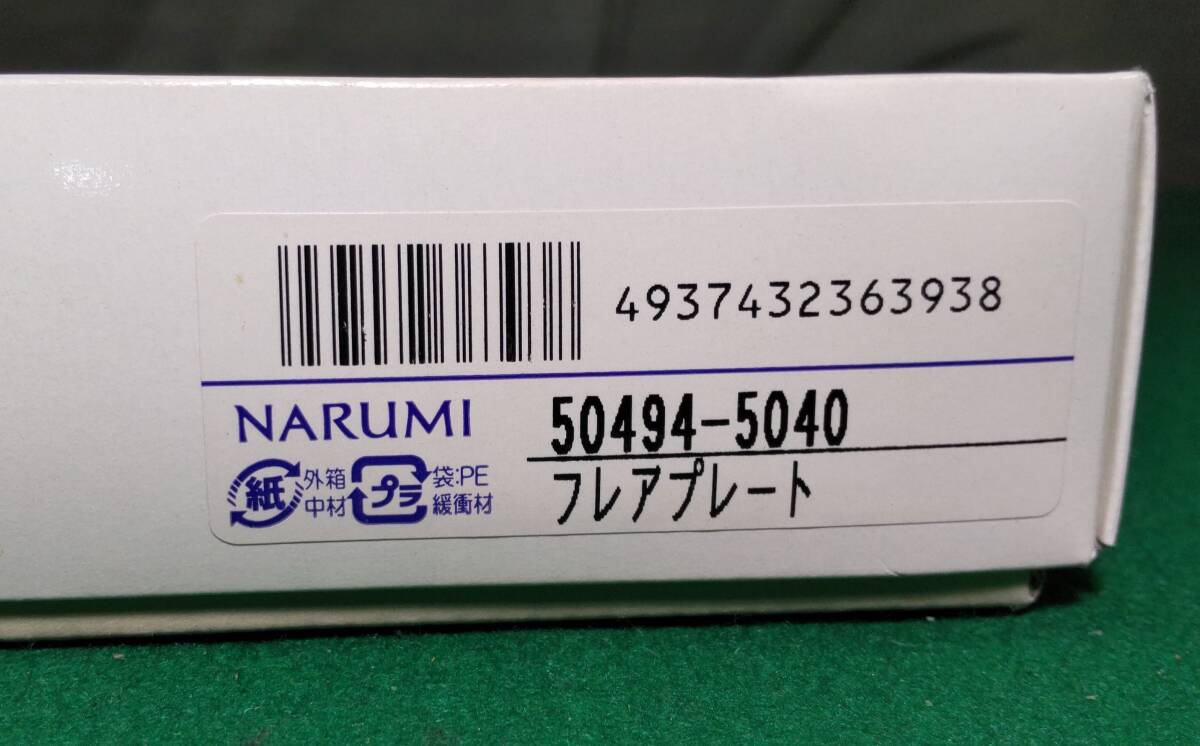 4937432363938
NARUMI
50494-5040
フレアプレート
紙
外箱
中材
プラ
袋:PE
緩衝材